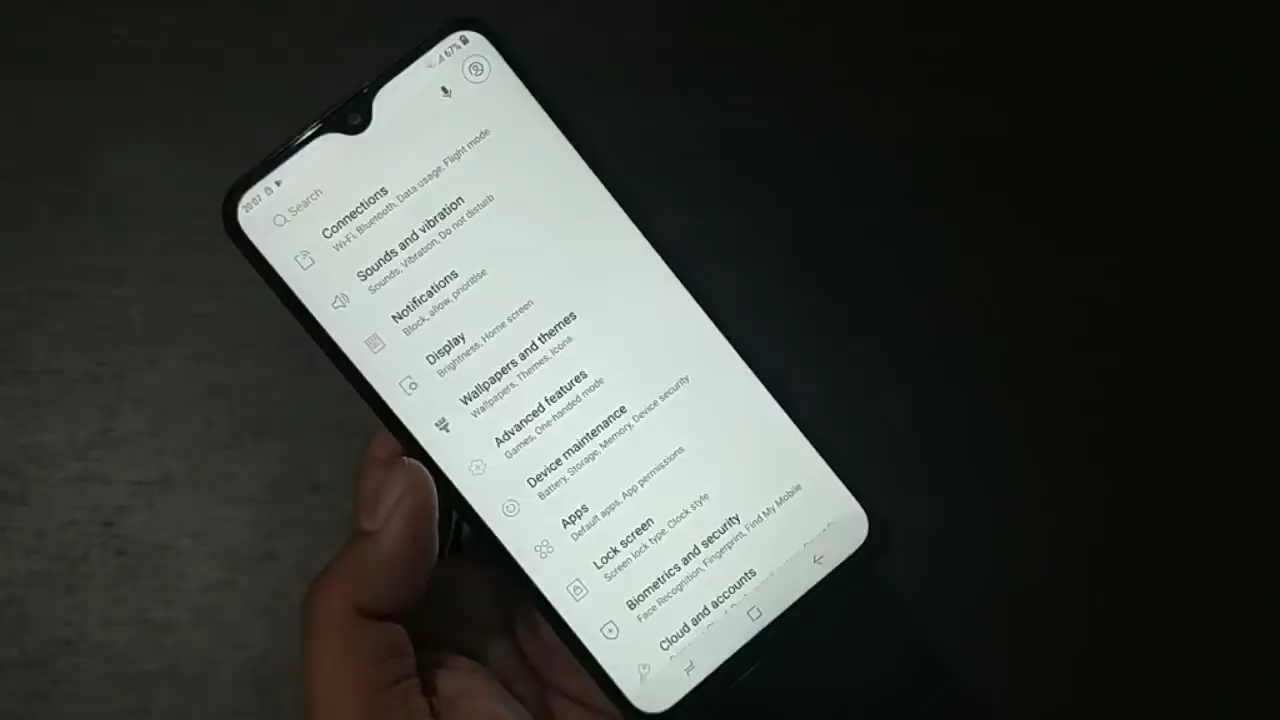 20:07
67%
Search
Connections
Wi-Fi, Bluetooth, Data usage, Flight mode
Sounds and vibration
Sounds, Vibration, Do not disturb
Notifications
Block, allow, prioritise
Display
Brightness, Home screen
Wallpapers and themes
Wallpapers, Themes, Icons
Advanced features
Games, One-handed mode
Device maintenance
Battery, Storage, Memory, Device security
Apps
Default apps, App permissions
Lock screen
Screen lock type, Clock style
Biometrics and security
Face Recognition, Fingerprint, Find My Mobile
Cloud and accounts